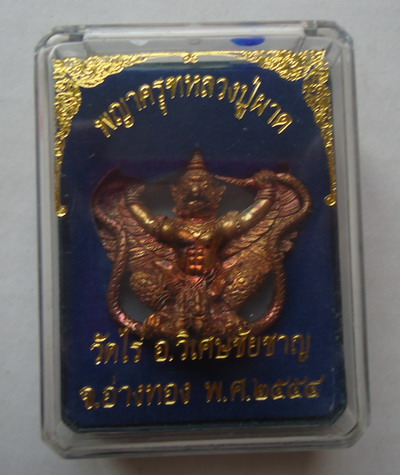 พญาครุฑหลวงปู่ผาด
วัดไร่ อ.วิเศษชัยชาญ
จ.อ่างทอง พ.ศ.๒๕๕๔